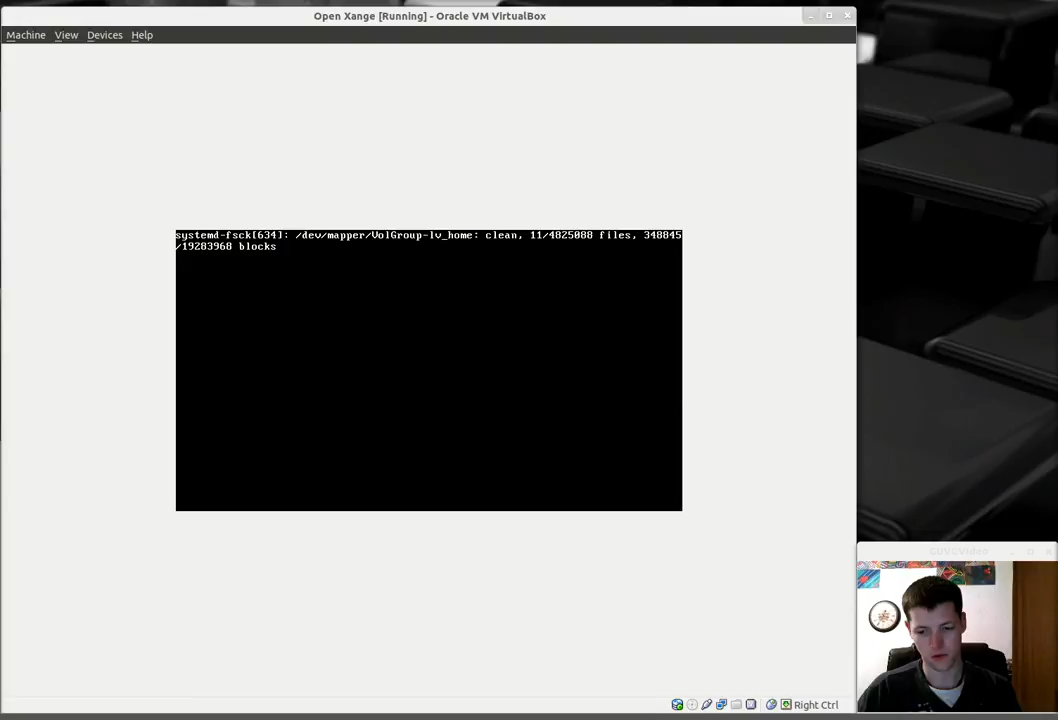 Open Xange [Running] - Oracle VM VirtualBox
Machine View Devices Help
systemd-fsck[634]: /dev/mapper/VolGroup-lv_home: clean, 11/4825088 files, 348845
/19283968 blocks
GUVCVideo
Right Ctrl